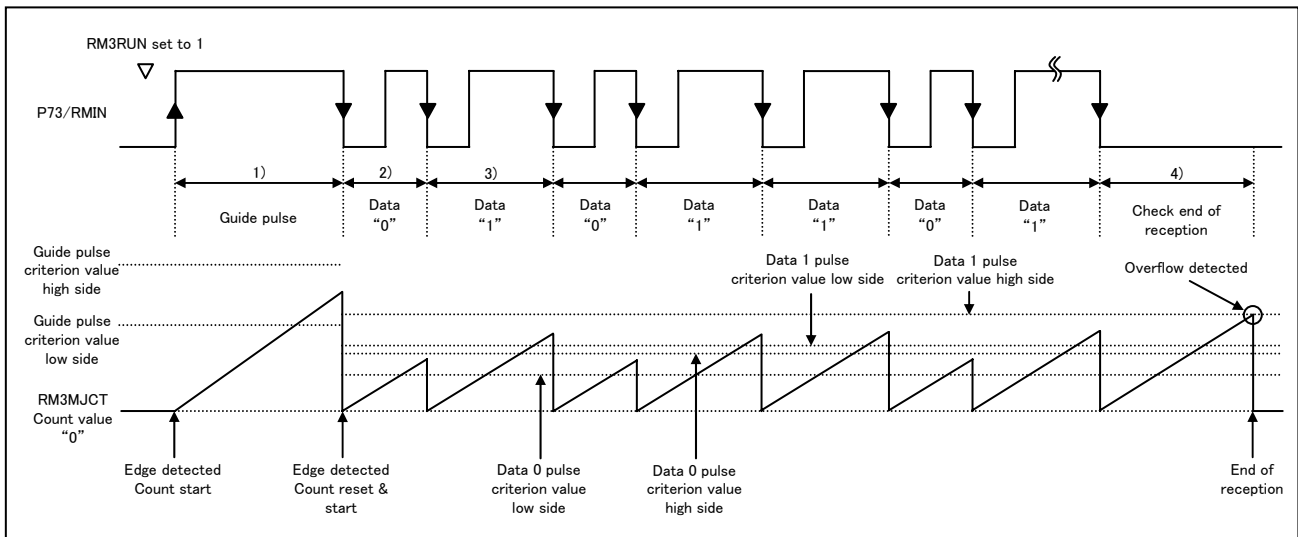 RM3RUN set to 1
P73/RMIN
1)
2)
3)
4)
Guide pulse
Data
“0”
Data
“1”
Data
“0”
Data
“1”
Data
“1”
Data
“0”
Data
“1”
Check end of
reception
Guide pulse
criterion value
high side
Data 1 pulse
criterion value low side
Data 1 pulse
criterion value high side
Overflow detected
Guide pulse
criterion value
low side
RM3MJCT
Count value
“0”
Edge detected
Count start
Edge detected
Count reset &
start
Data 0 pulse
criterion value
low side
Data 0 pulse
criterion value
high side
End of
reception